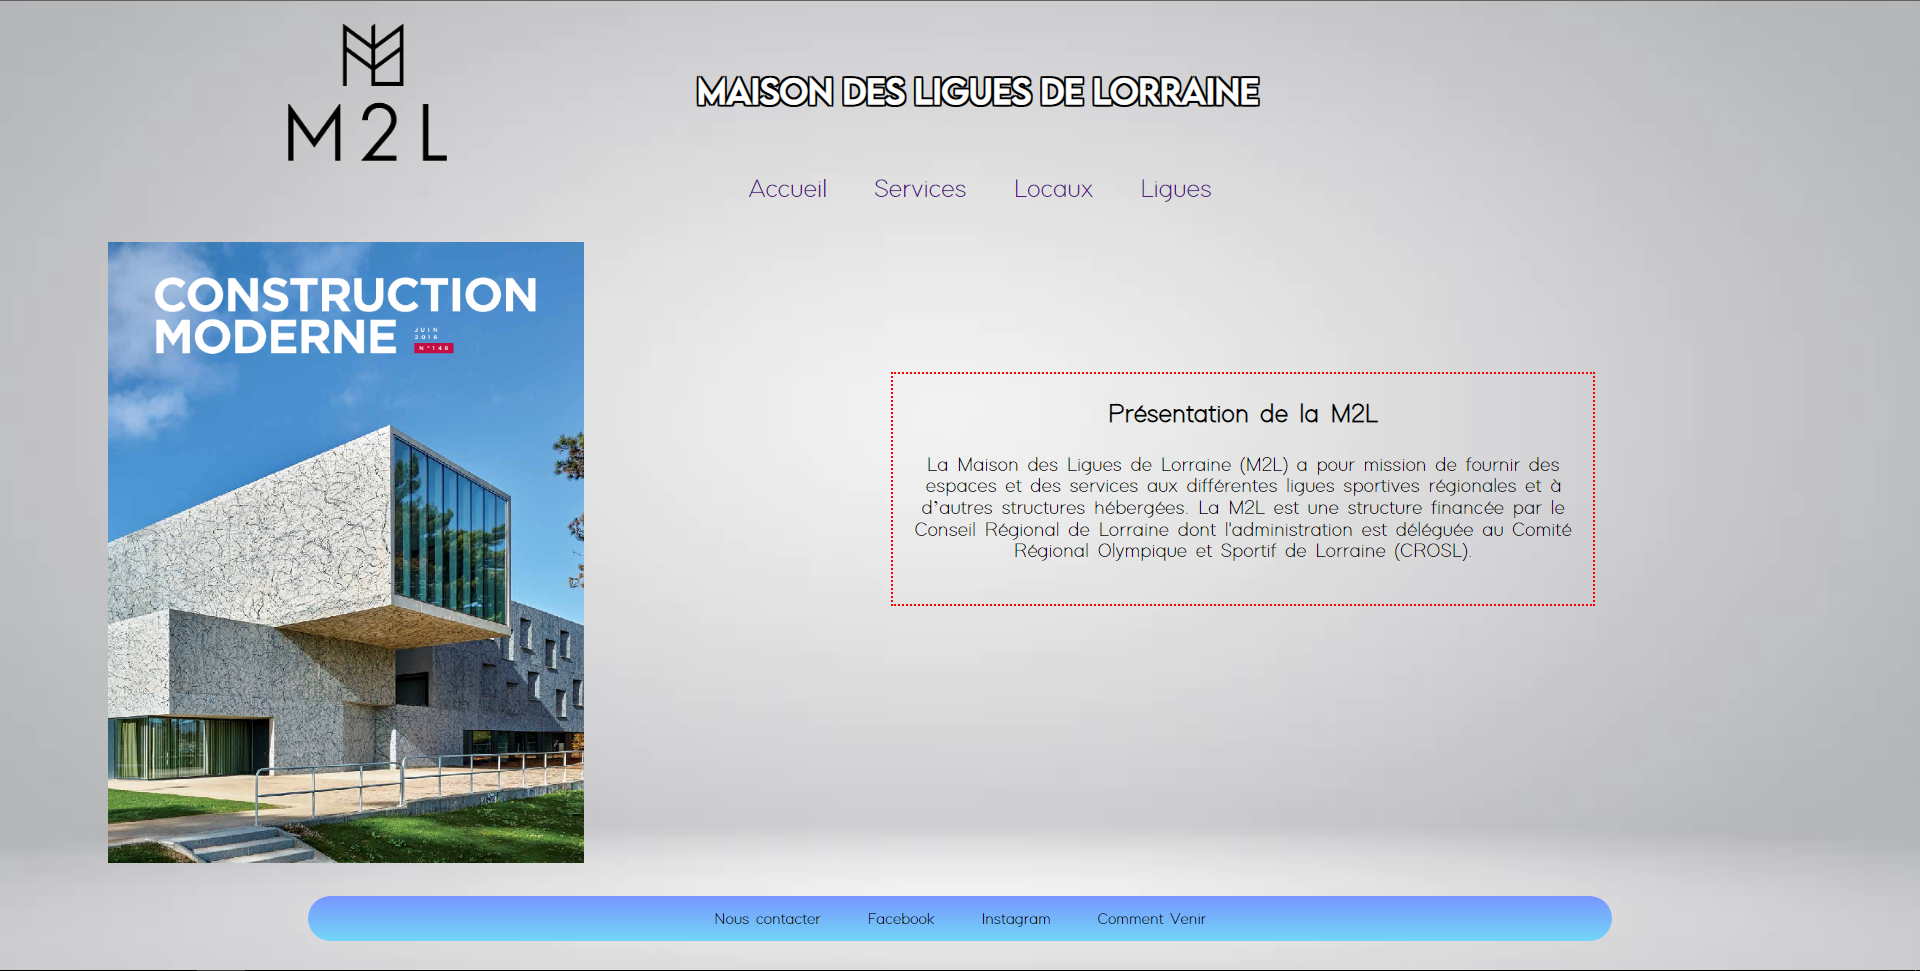 M2L
MAISON DES LIGUES DE LORRAINE
Accueil Services Locaux Ligues
CONSTRUCTION
MODERNE
JUIN
2016
N°148
Présentation de la M2L
La Maison des Ligues de Lorraine (M2L) a pour mission de fournir des
espaces et des services aux différentes ligues sportives régionales et à
d'autres structures hébergées. La M2L est une structure financée par le
Conseil Régional de Lorraine dont l'administration est déléguée au Comité
Régional Olympique et Sportif de Lorraine (CROSL).
Nous contacter Facebook Instagram Comment Venir